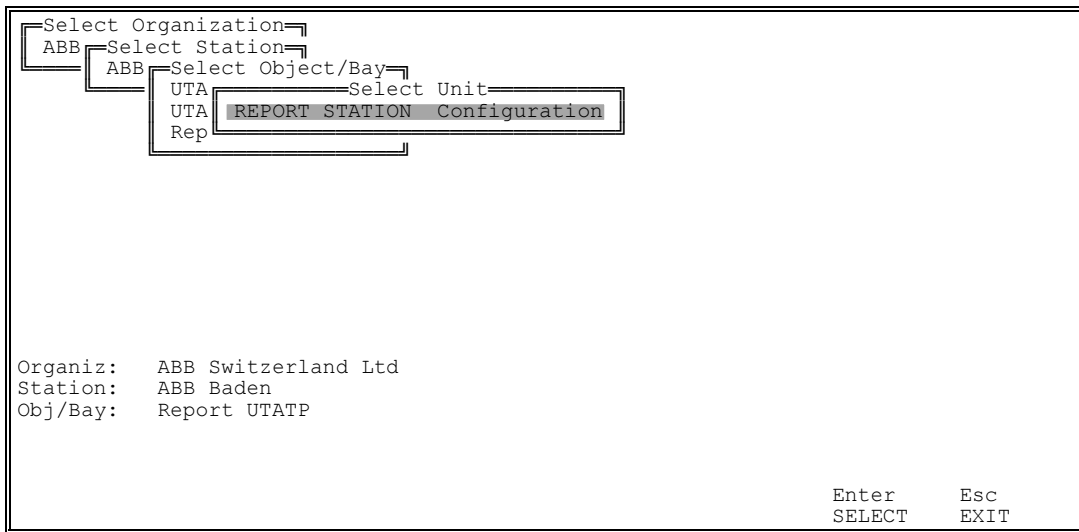 Select Organization
ABB Select Station
ABB Select Object/Bay
UTA Select Unit
UTA REPORT STATION Configuration
Rep
Organiz: ABB Switzerland Ltd
Station: ABB Baden
Obj/Bay: Report UTATP
Enter Esc
SELECT EXIT